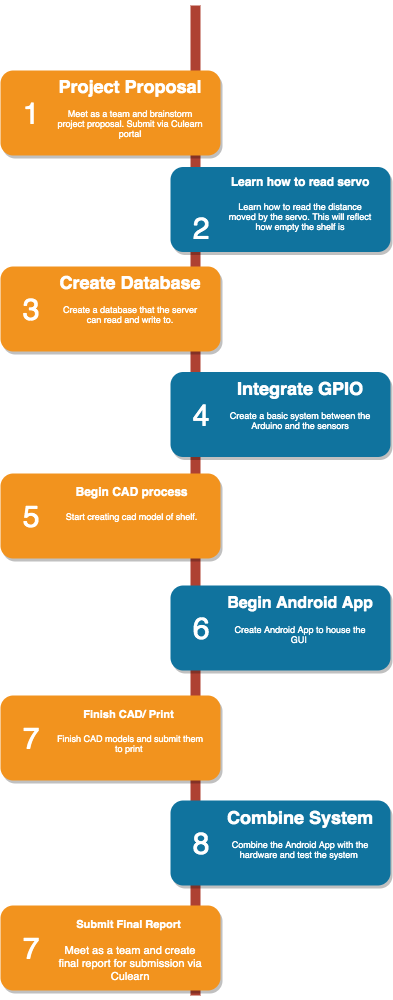 Project Proposal
1
Meet as a team and brainstorm
project proposal. Submit via Culearn
portal
Learn how to read servo
2
Learn how to read the distance
moved by the servo. This will reflect
how empty the shelf is
Create Database
3
Create a database that the server
can read and write to.
Integrate GPIO
4
Create a basic system between the
Arduino and the sensors
Begin CAD process
5
Start creating cad model of shelf.
Begin Android App
6
Create Android App to house the
GUI
Finish CAD/ Print
7
Finish CAD models and submit them
to print
Combine System
8
Combine the Android App with the
hardware and test the system
Submit Final Report
7
Meet as a team and create
final report for submission via
Culearn